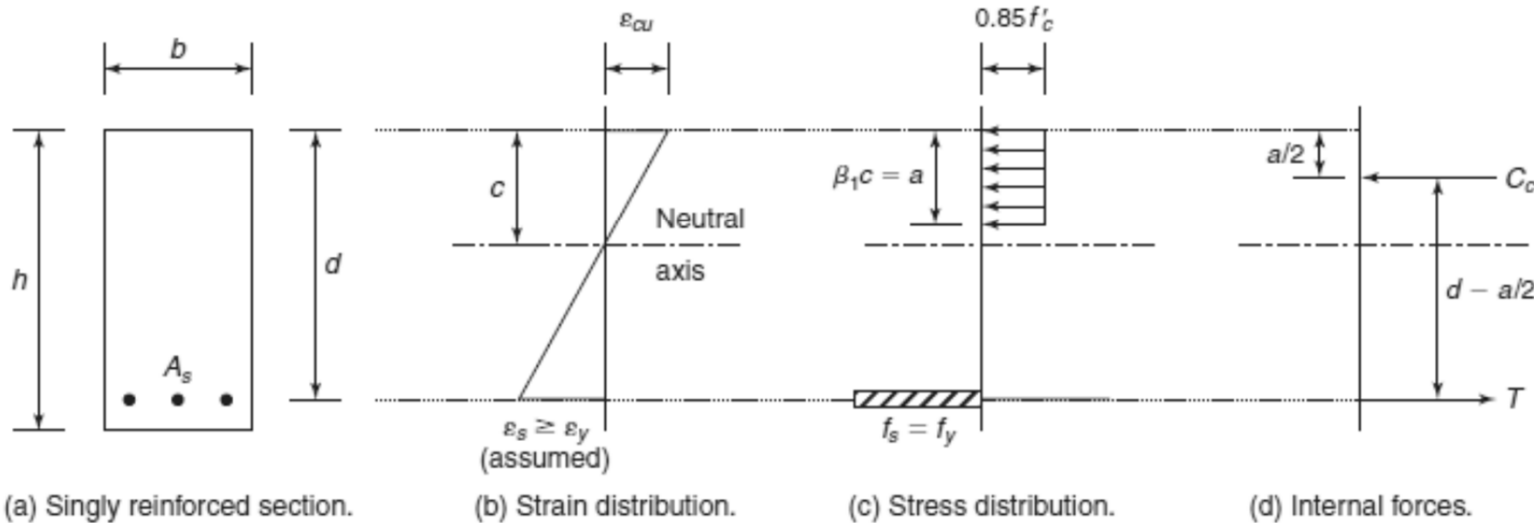 b
h
A_s
d
(a) Singly reinforced section.
ε_cu
c
Neutral
axis
ε_s ≥ ε_y
(assumed)
(b) Strain distribution.
0.85f'_c
β₁c = a
f_s = f_y
(c) Stress distribution.
a/2
C_c
d − a/2
T
(d) Internal forces.